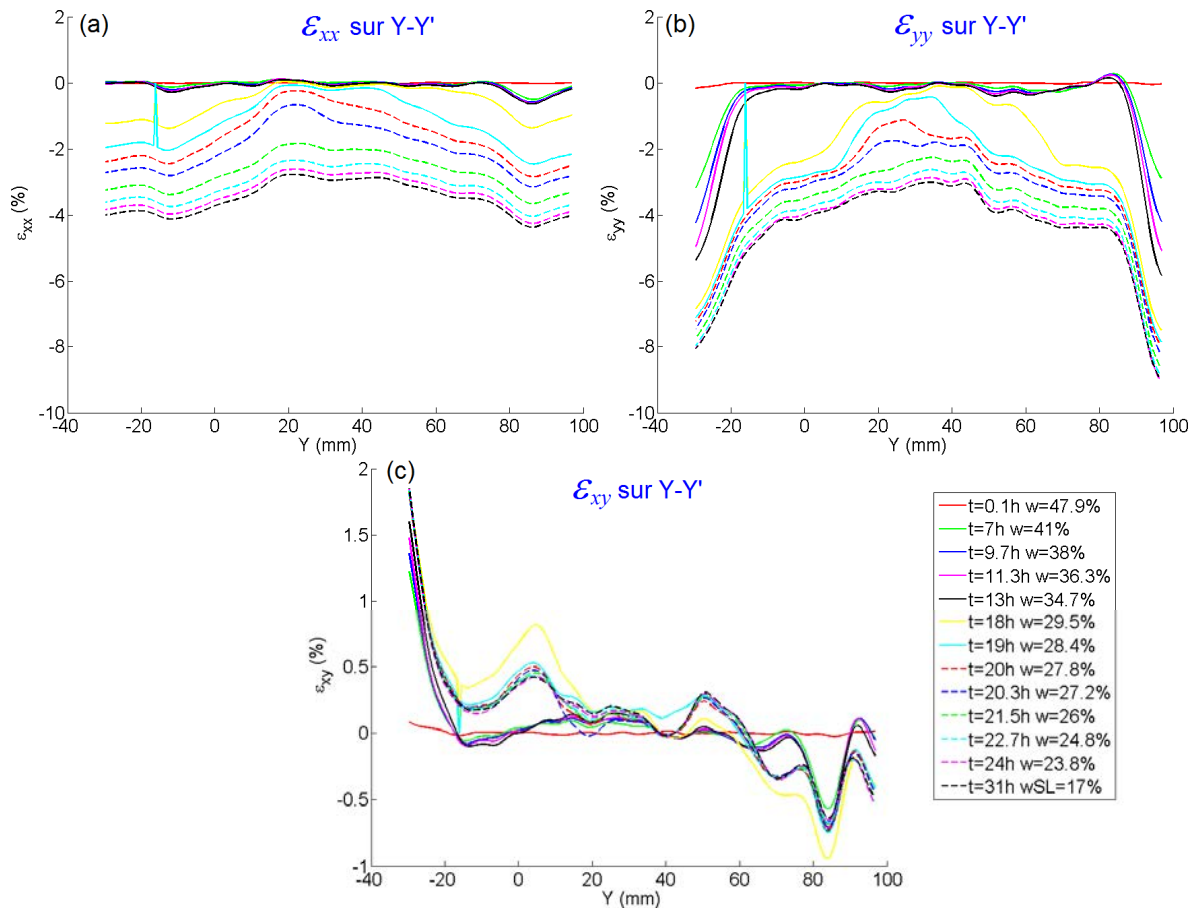 (a)
εxx sur Y-Y'
2
0
-2
-4
-6
-8
-10
εxx (%)
-40
-20
0
20
40
60
80
100
Y (mm)
(b)
εyy sur Y-Y'
2
0
-2
-4
-6
-8
-10
εyy (%)
-40
-20
0
20
40
60
80
100
Y (mm)
(c)
εxy sur Y-Y'
2
1.5
1
0.5
0
-0.5
-1
εxy (%)
-40
-20
0
20
40
60
80
100
Y (mm)
t=0.1h w=47.9%
t=7h w=41%
t=9.7h w=38%
t=11.3h w=36.3%
t=13h w=34.7%
t=18h w=29.5%
t=19h w=28.4%
t=20h w=27.8%
t=20.3h w=27.2%
t=21.5h w=26%
t=22.7h w=24.8%
t=24h w=23.8%
t=31h wSL=17%